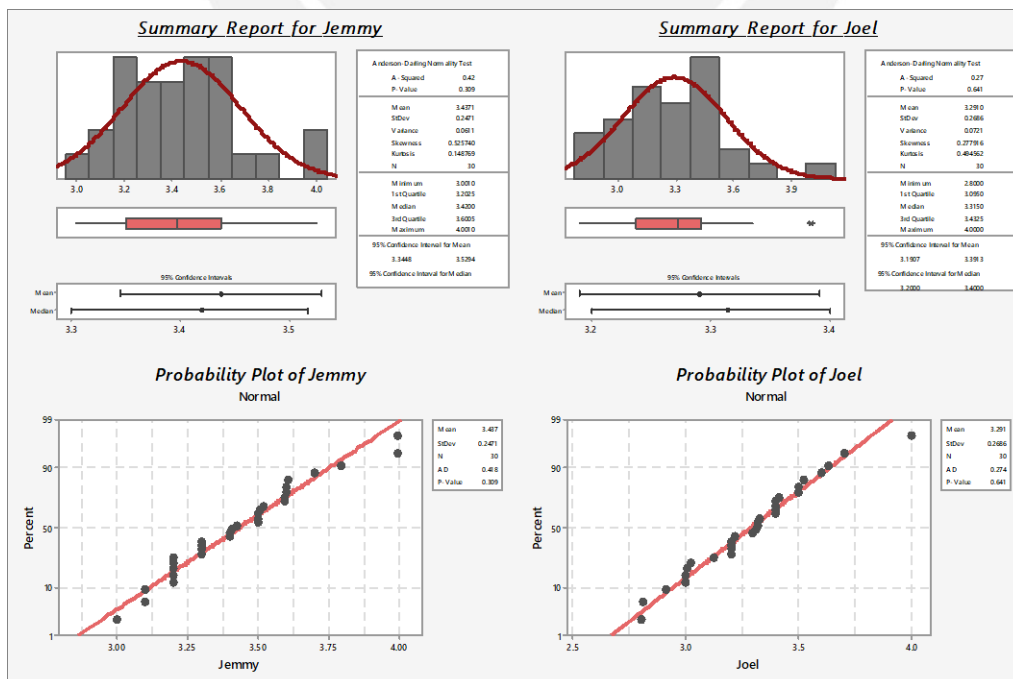 Summary Report for Jemmy
Anderson-Darling Normality Test
A-Squared 0.42
P-Value 0.309
Mean 3.4371
StDev 0.2471
Variance 0.0611
Skewness 0.525740
Kurtosis 0.148769
N 30
Minimum 3.0010
1st Quartile 3.2025
Median 3.4200
3rd Quartile 3.6005
Maximum 4.0010
95% Confidence Interval for Mean
3.3448 3.5294
95% Confidence Interval for Median
3.0 3.2 3.4 3.6 3.8 4.0
95% Confidence Intervals
Mean
Median
3.3 3.4 3.5
Summary Report for Joel
Anderson-Darling Normality Test
A-Squared 0.27
P-Value 0.641
Mean 3.2910
StDev 0.2686
Variance 0.0721
Skewness 0.277916
Kurtosis 0.494562
N 30
Minimum 2.8000
1st Quartile 3.0950
Median 3.3150
3rd Quartile 3.4325
Maximum 4.0000
95% Confidence Interval for Mean
3.1907 3.3913
95% Confidence Interval for Median
3.2000 3.4000
3.0 3.3 3.6 3.9
95% Confidence Intervals
Mean
Median
3.2 3.3 3.4
Probability Plot of Jemmy
Normal
99
90
50
10
1
Percent
3.00 3.25 3.50 3.75 4.00
Jemmy
Mean 3.437
StDev 0.2471
N 30
AD 0.418
P-Value 0.309
Probability Plot of Joel
Normal
99
90
50
10
1
Percent
2.5 3.0 3.5 4.0
Joel
Mean 3.291
StDev 0.2686
N 30
AD 0.274
P-Value 0.641